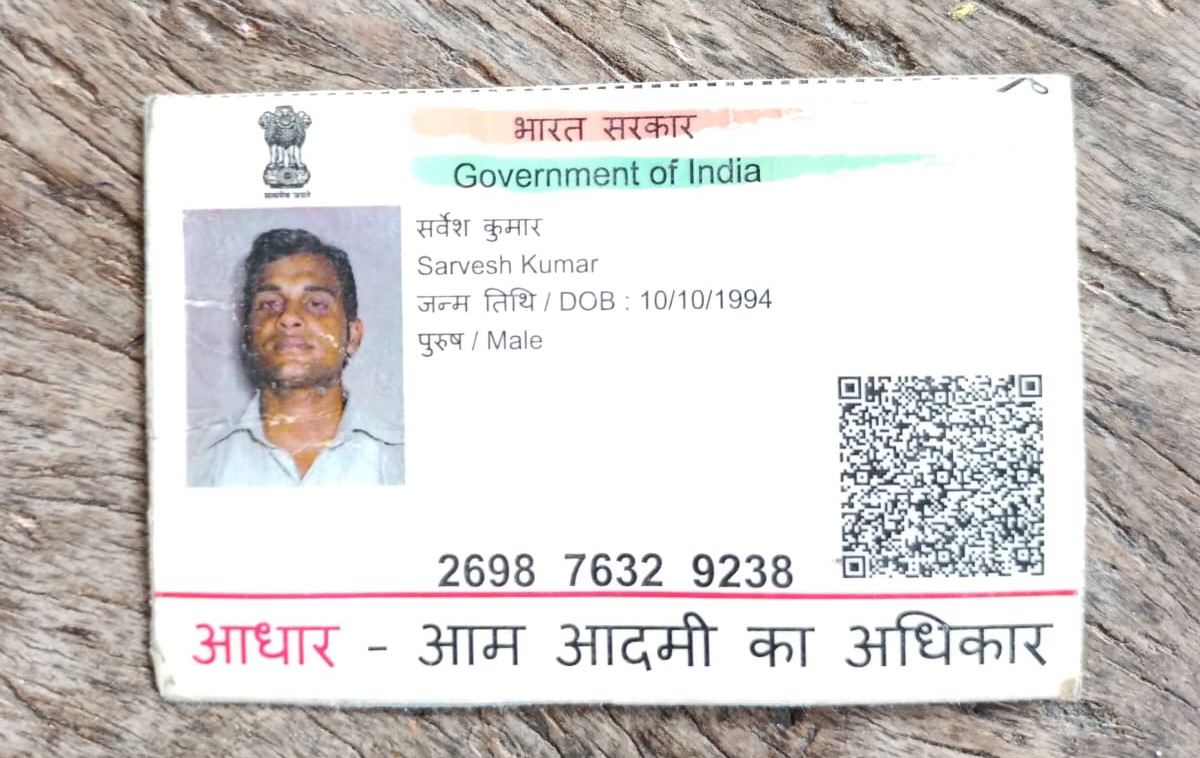 भारत सरकार
Government of India
सत्यमेव जयते
सर्वेश कुमार
Sarvesh Kumar
जन्म तिथि / DOB : 10/10/1994
पुरुष / Male
2698 7632 9238
आधार - आम आदमी का अधिकार